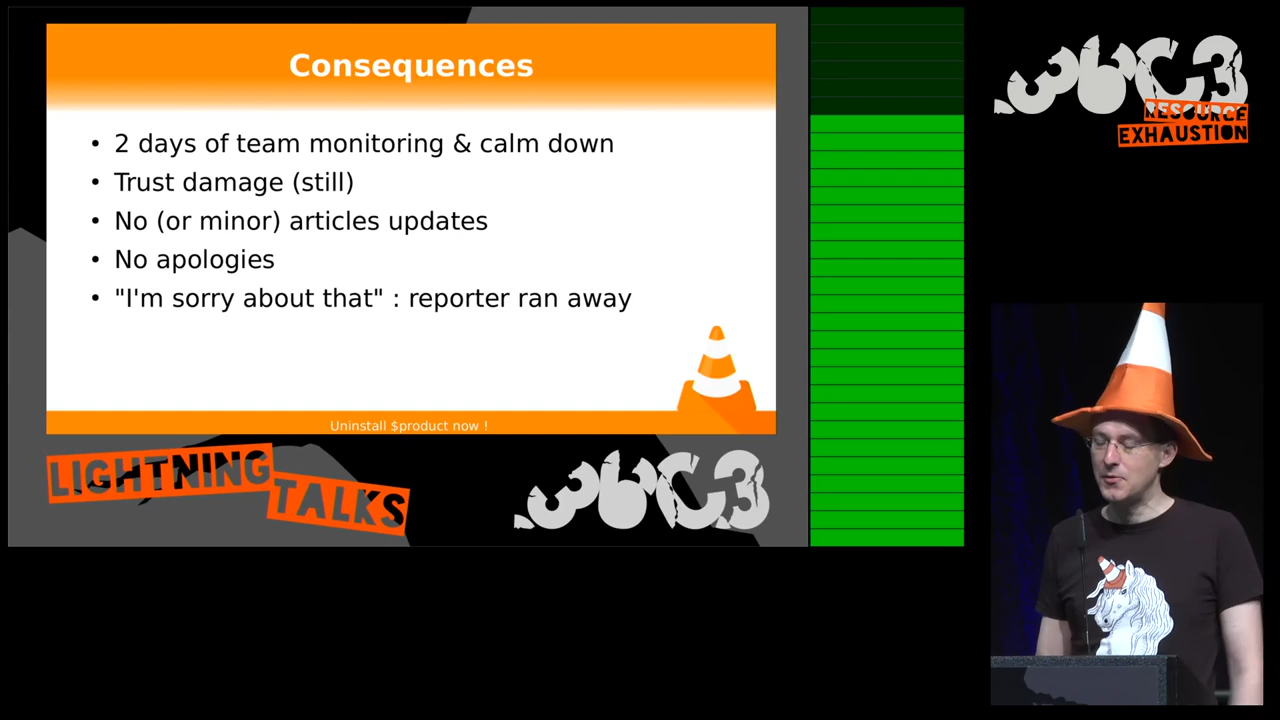 Consequences
• 2 days of team monitoring & calm down
• Trust damage (still)
• No (or minor) articles updates
• No apologies
• "I'm sorry about that" : reporter ran away
Uninstall $product now !
LIGHTNING
TALKS
36C3
36C3
RESOURCE
EXHAUSTION